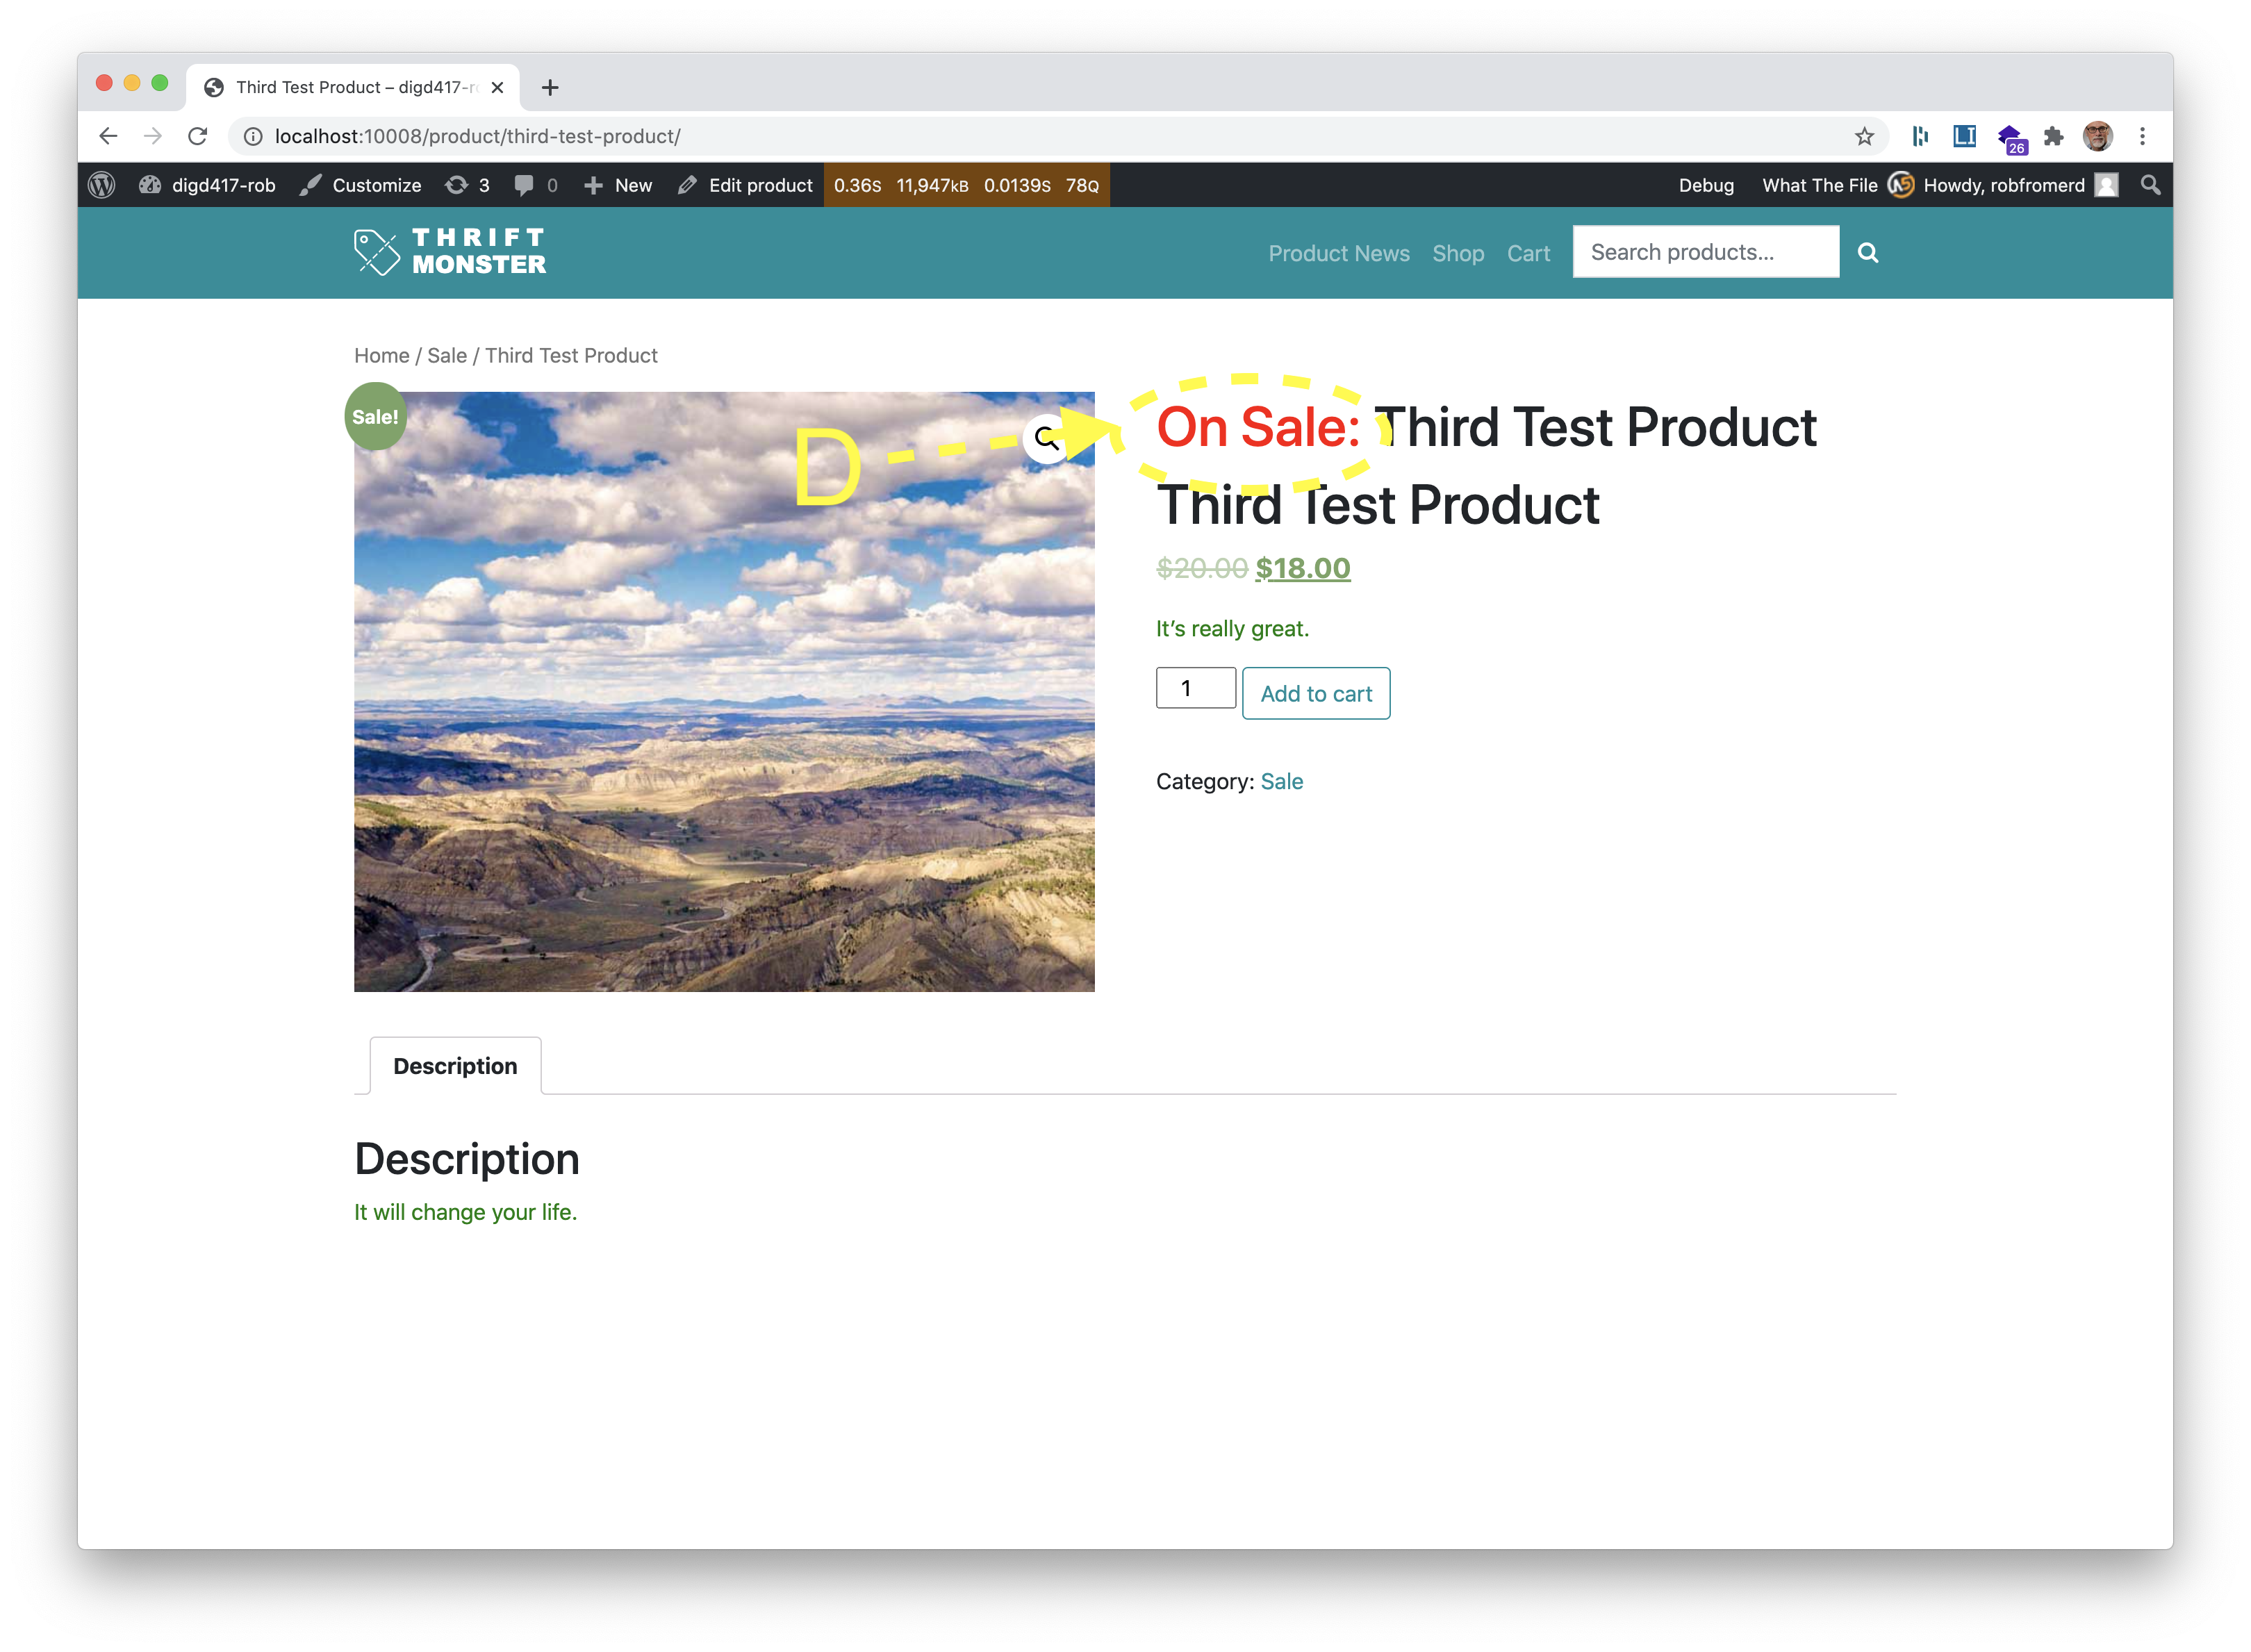 Third Test Product – digd417-r
localhost:10008/product/third-test-product/
26
digd417-rob Customize 3 0 New Edit product 0.36S 11,947KB 0.0139S 78Q Debug What The File Howdy, robfromerd
THRIFT
MONSTER
Product News Shop Cart Search products...
Home / Sale / Third Test Product
Sale!
D
On Sale: Third Test Product
Third Test Product
$20.00 $18.00
It’s really great.
1 Add to cart
Category: Sale
Description
Description
It will change your life.